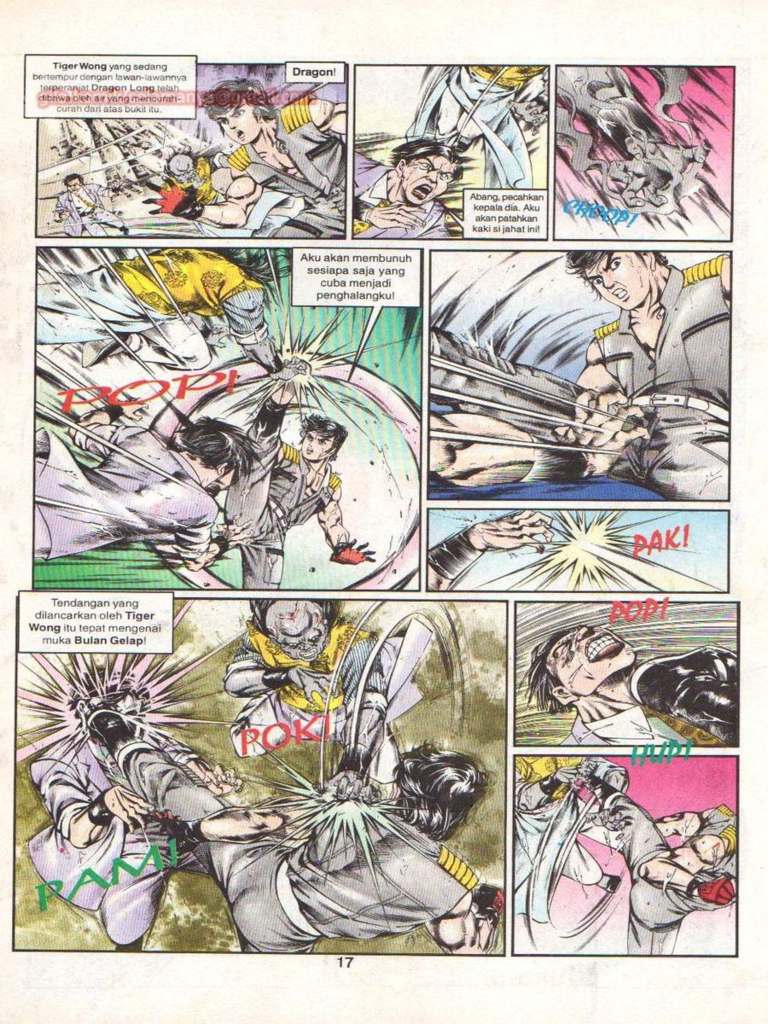 Tiger Wong yang sedang
bertempur dengan lawan-lawannya
terperanjat Dragon Long telah
dibawa oleh air yang mencurah-
curah dari atas bukit itu.
Dragon!
Abang, pecahkan
kepala dia. Aku
akan patahkan
kaki si jahat ini!
CHOOP!
Aku akan membunuh
sesiapa saja yang
cuba menjadi
penghalangku!
POP!
PAK!
Tendangan yang
dilancarkan oleh Tiger
Wong itu tepat mengenai
muka Bulan Gelap!
POK!
PAM!
POP!
HUP!
17